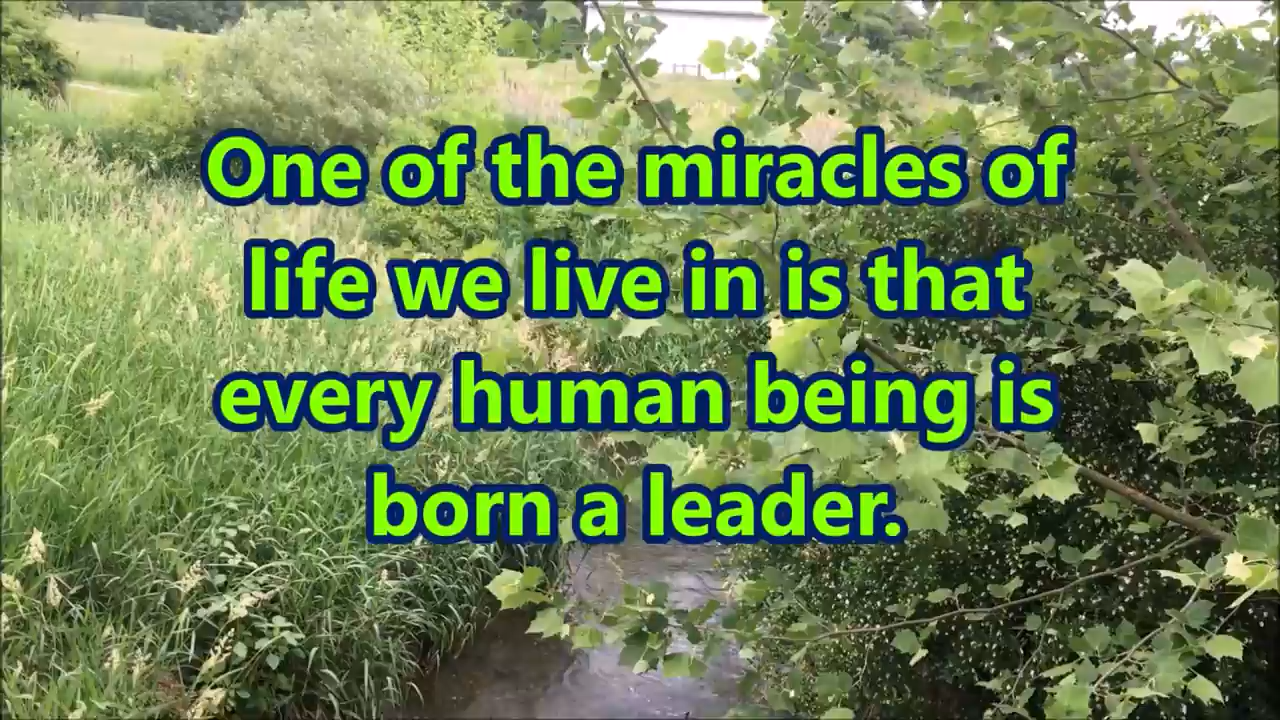 One of the miracles of
life we live in is that
every human being is
born a leader.